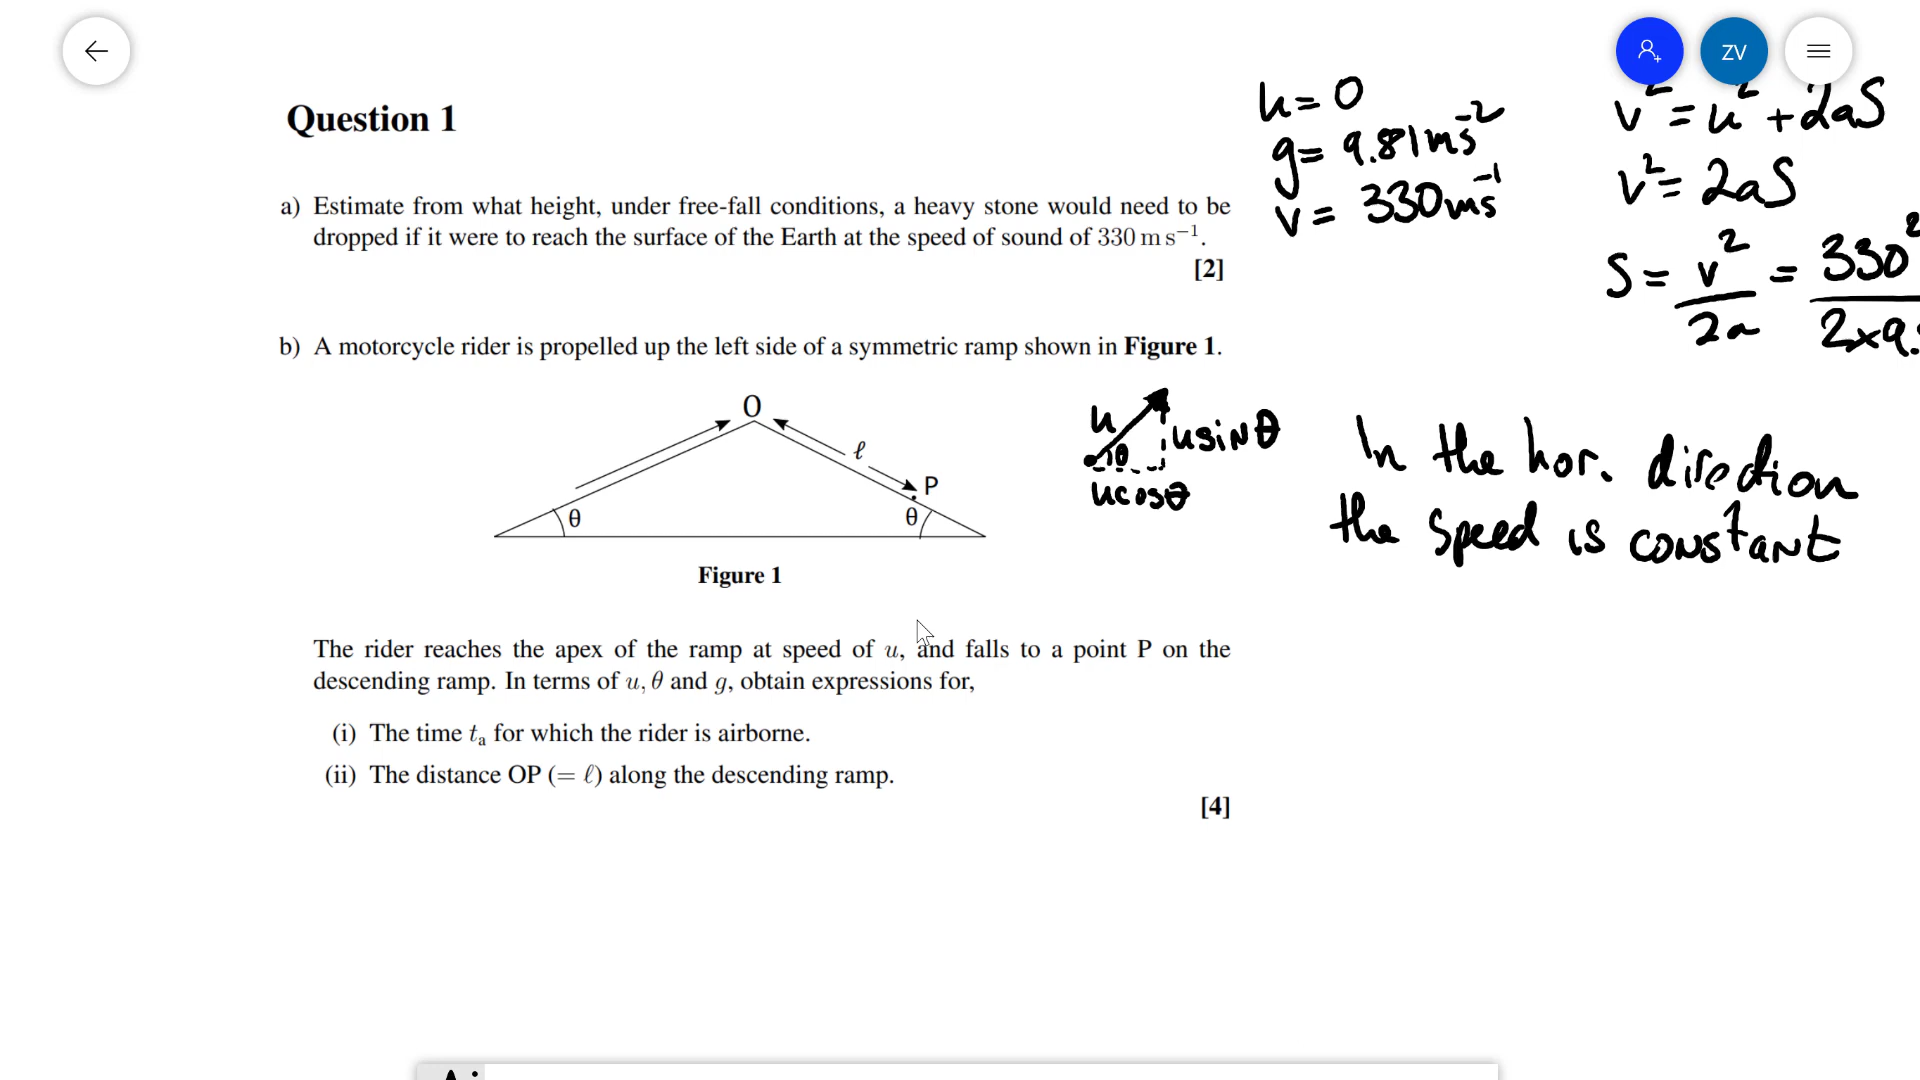 ZV
Question 1
a) Estimate from what height, under free-fall conditions, a heavy stone would need to be
dropped if it were to reach the surface of the Earth at the speed of sound of 330 m s⁻¹.
[2]
u = 0
g = 9.81 ms⁻²
v = 330 ms⁻¹
v² = u² + 2aS
v² = 2aS
S = v²/2a = 330²/2×9.
b) A motorcycle rider is propelled up the left side of a symmetric ramp shown in Figure 1.
O
ℓ
P
θ
θ
Figure 1
u
θ
u sin θ
u cos θ
In the hor. direction
the speed is constant
The rider reaches the apex of the ramp at speed of u, and falls to a point P on the
descending ramp. In terms of u, θ and g, obtain expressions for,
(i) The time tₐ for which the rider is airborne.
(ii) The distance OP (= ℓ) along the descending ramp.
[4]